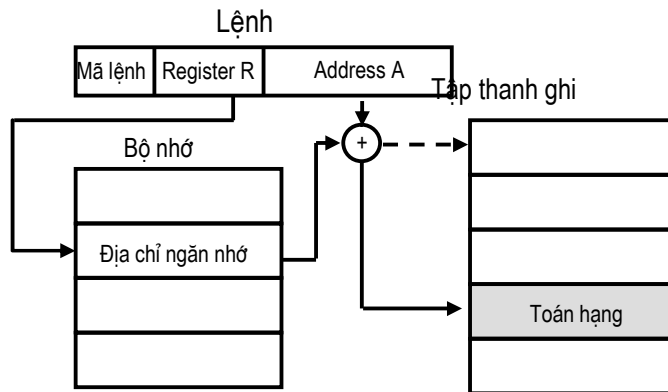 Lệnh
Mã lệnh Register R Address A
Tập thanh ghi
Bộ nhớ
+
Địa chỉ ngăn nhớ
Toán hạng